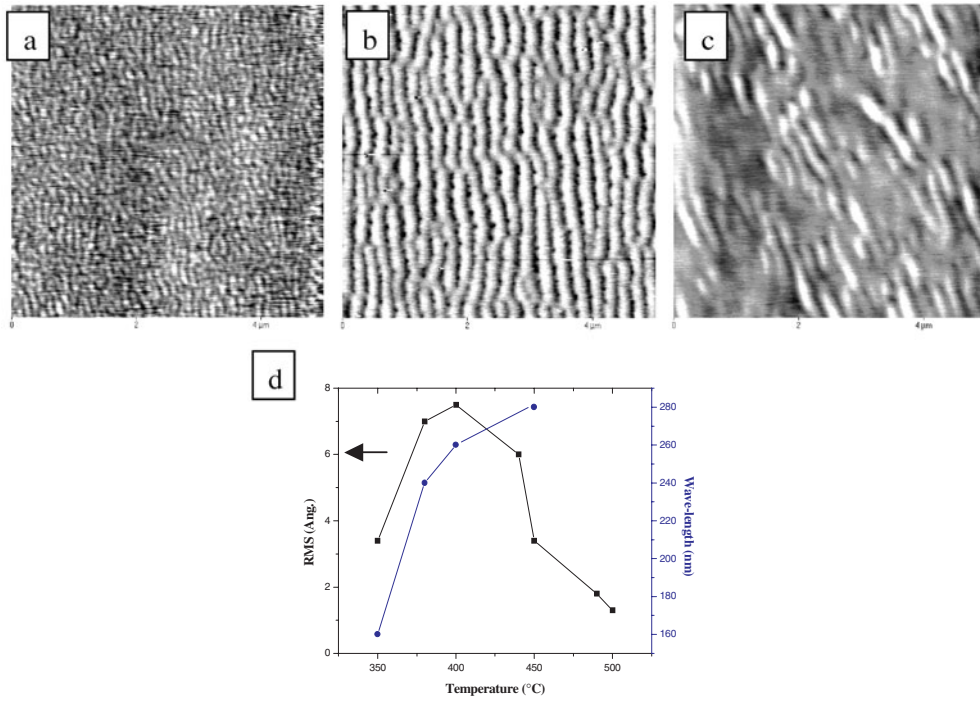 a
b
c
0 2 4 µm
0 2 4 µm
0 2 4 µm
d
8
6
4
2
0
RMS (Ang.)
280
260
240
220
200
180
160
Wave-length (nm)
350 400 450 500
Temperature (°C)